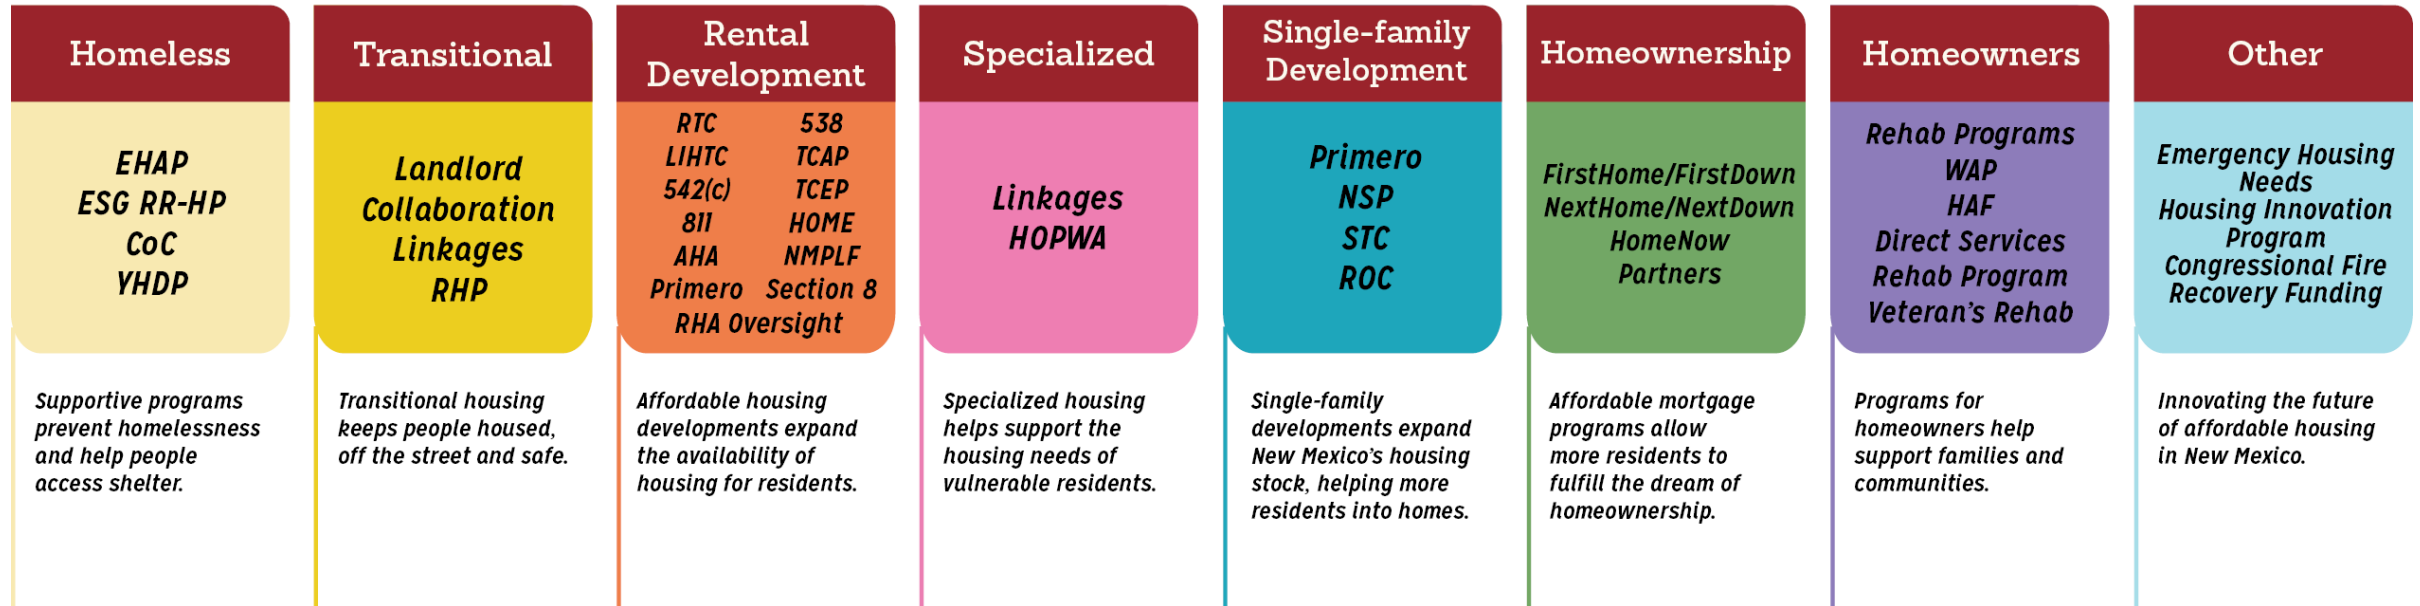 Homeless
EHAP
ESG RR-HP
CoC
YHDP
Supportive programs
prevent homelessness
and help people
access shelter.
Transitional
Landlord
Collaboration
Linkages
RHP
Transitional housing
keeps people housed,
off the street and safe.
Rental
Development
RTC 538
LIHTC TCAP
542(c) TCEP
811 HOME
AHA NMPLF
Primero Section 8
RHA Oversight
Affordable housing
developments expand
the availability of
housing for residents.
Specialized
Linkages
HOPWA
Specialized housing
helps support the
housing needs of
vulnerable residents.
Single-family
Development
Primero
NSP
STC
ROC
Single-family
developments expand
New Mexico's housing
stock, helping more
residents into homes.
Homeownership
FirstHome/FirstDown
NextHome/NextDown
HomeNow
Partners
Affordable mortgage
programs allow
more residents to
fulfill the dream of
homeownership.
Homeowners
Rehab Programs
WAP
HAF
Direct Services
Rehab Program
Veteran's Rehab
Programs for
homeowners help
support families and
communities.
Other
Emergency Housing
Needs
Housing Innovation
Program
Congressional Fire
Recovery Funding
Innovating the future
of affordable housing
in New Mexico.